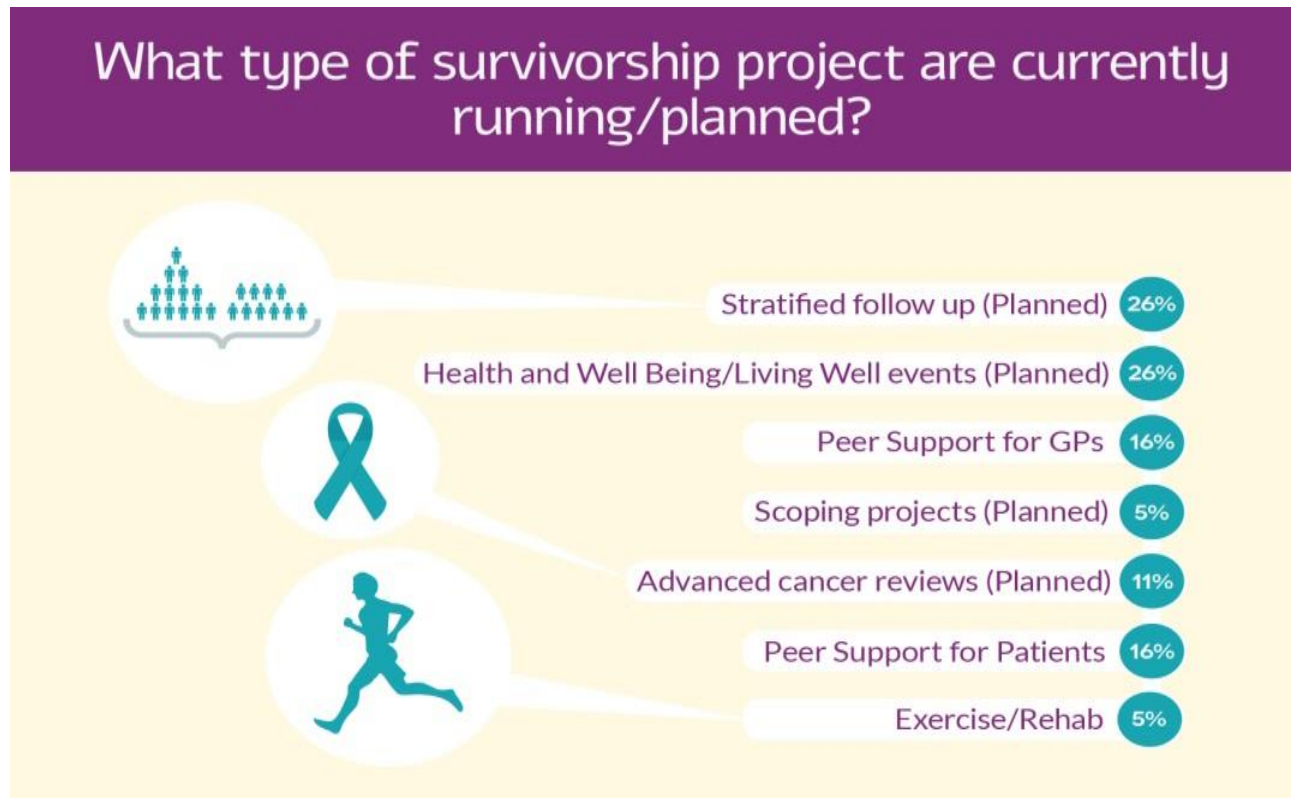 What type of survivorship project are currently
running/planned?
Stratified follow up (Planned) 26%
Health and Well Being/Living Well events (Planned) 26%
Peer Support for GPs 16%
Scoping projects (Planned) 5%
Advanced cancer reviews (Planned) 11%
Peer Support for Patients 16%
Exercise/Rehab 5%